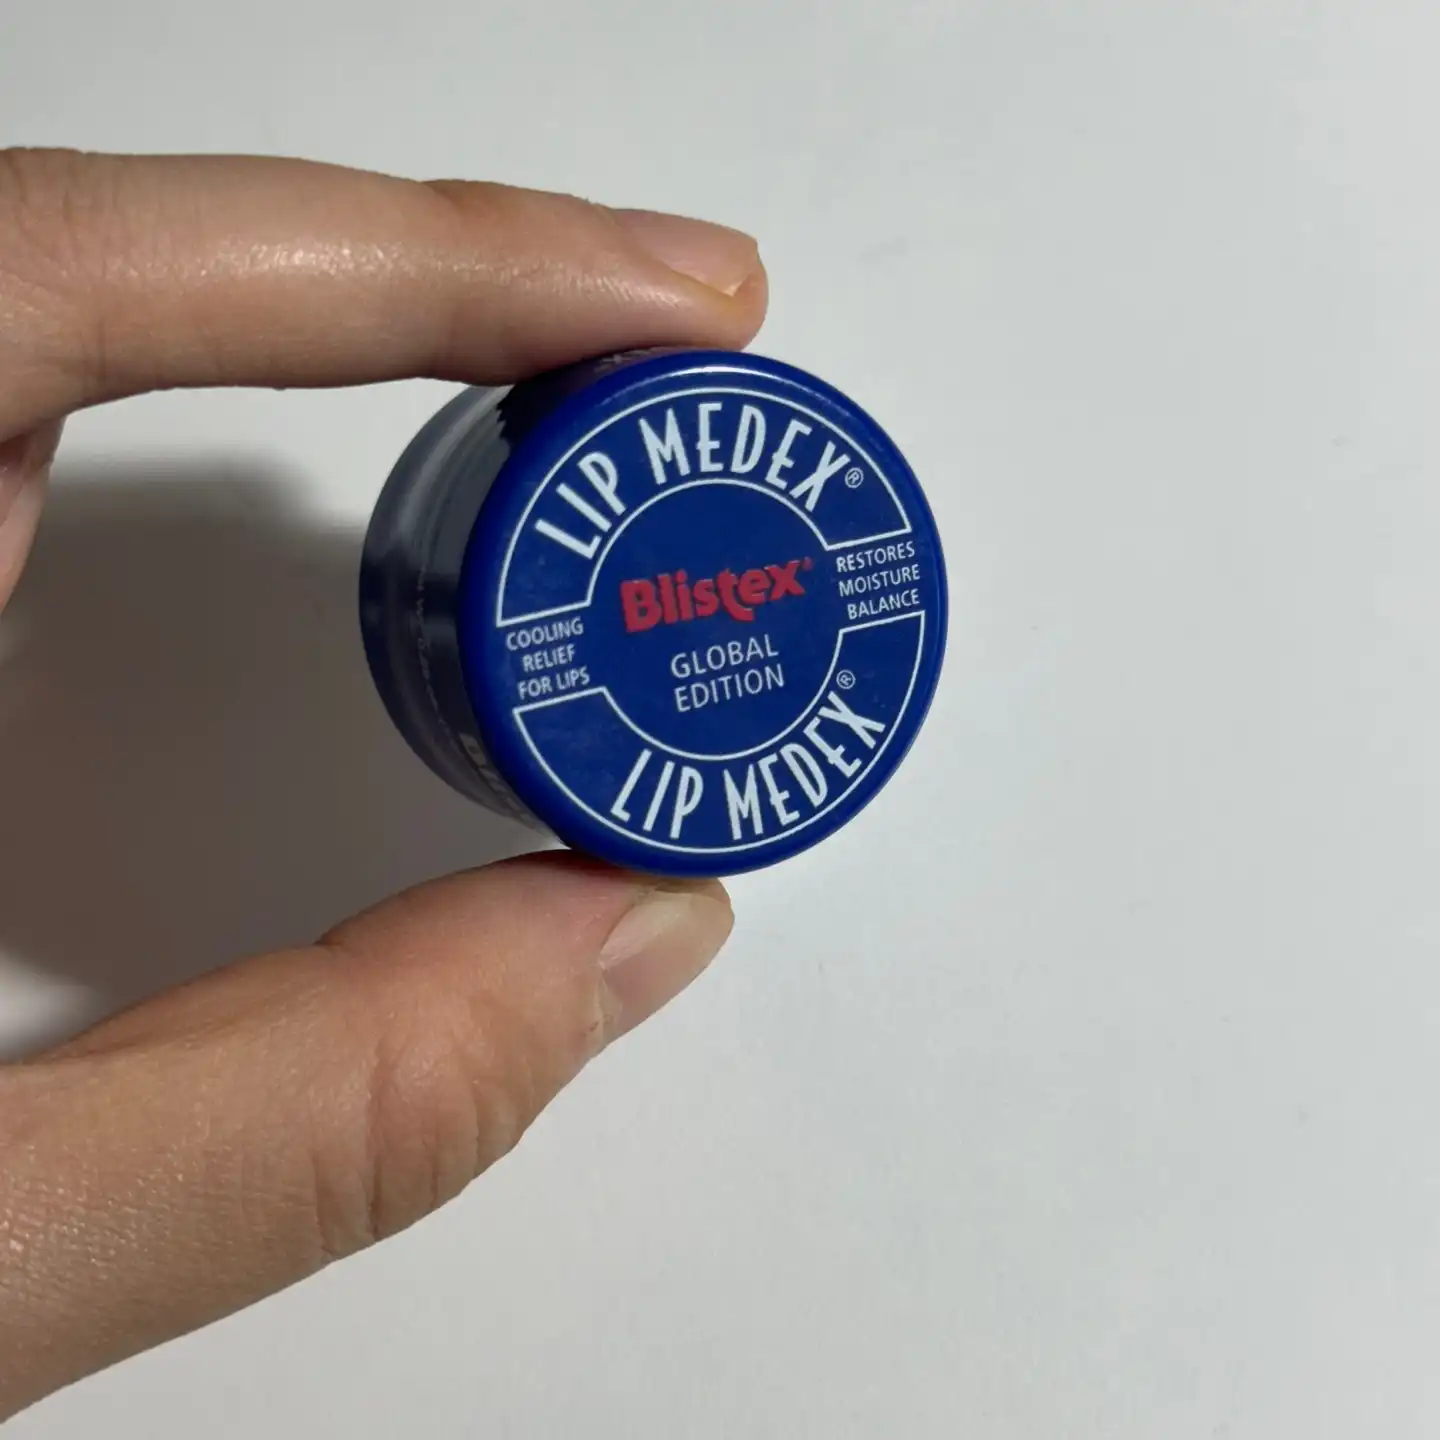 LIP MEDEX®
RESTORES
MOISTURE
BALANCE
Blistex®
GLOBAL
EDITION
COOLING
RELIEF
FOR LIPS
LIP MEDEX®